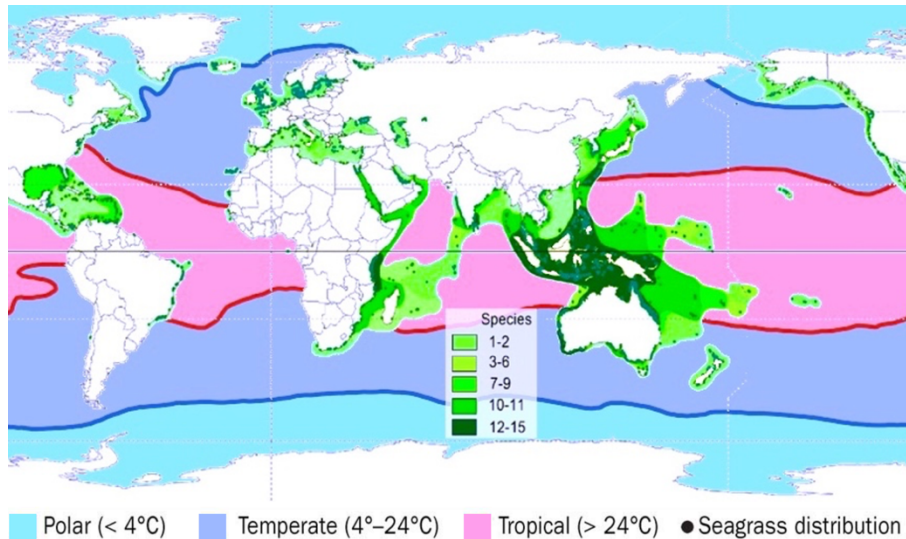 Species
1-2
3-6
7-9
10-11
12-15
Polar (< 4°C) Temperate (4°–24°C) Tropical (> 24°C) Seagrass distribution